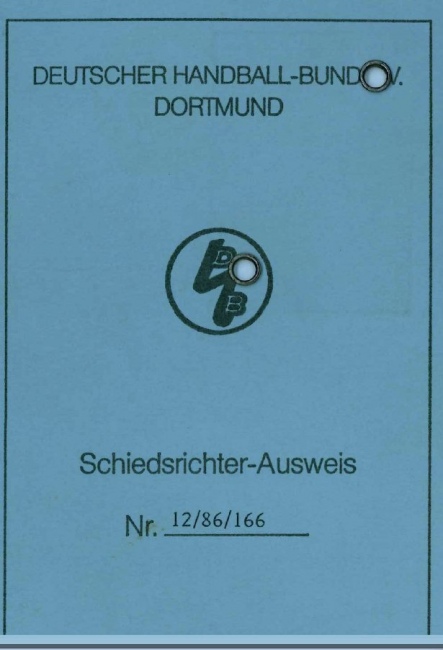 DEUTSCHER HANDBALL-BUND V.
DORTMUND
D B
Schiedsrichter-Ausweis
Nr. 12/86/166